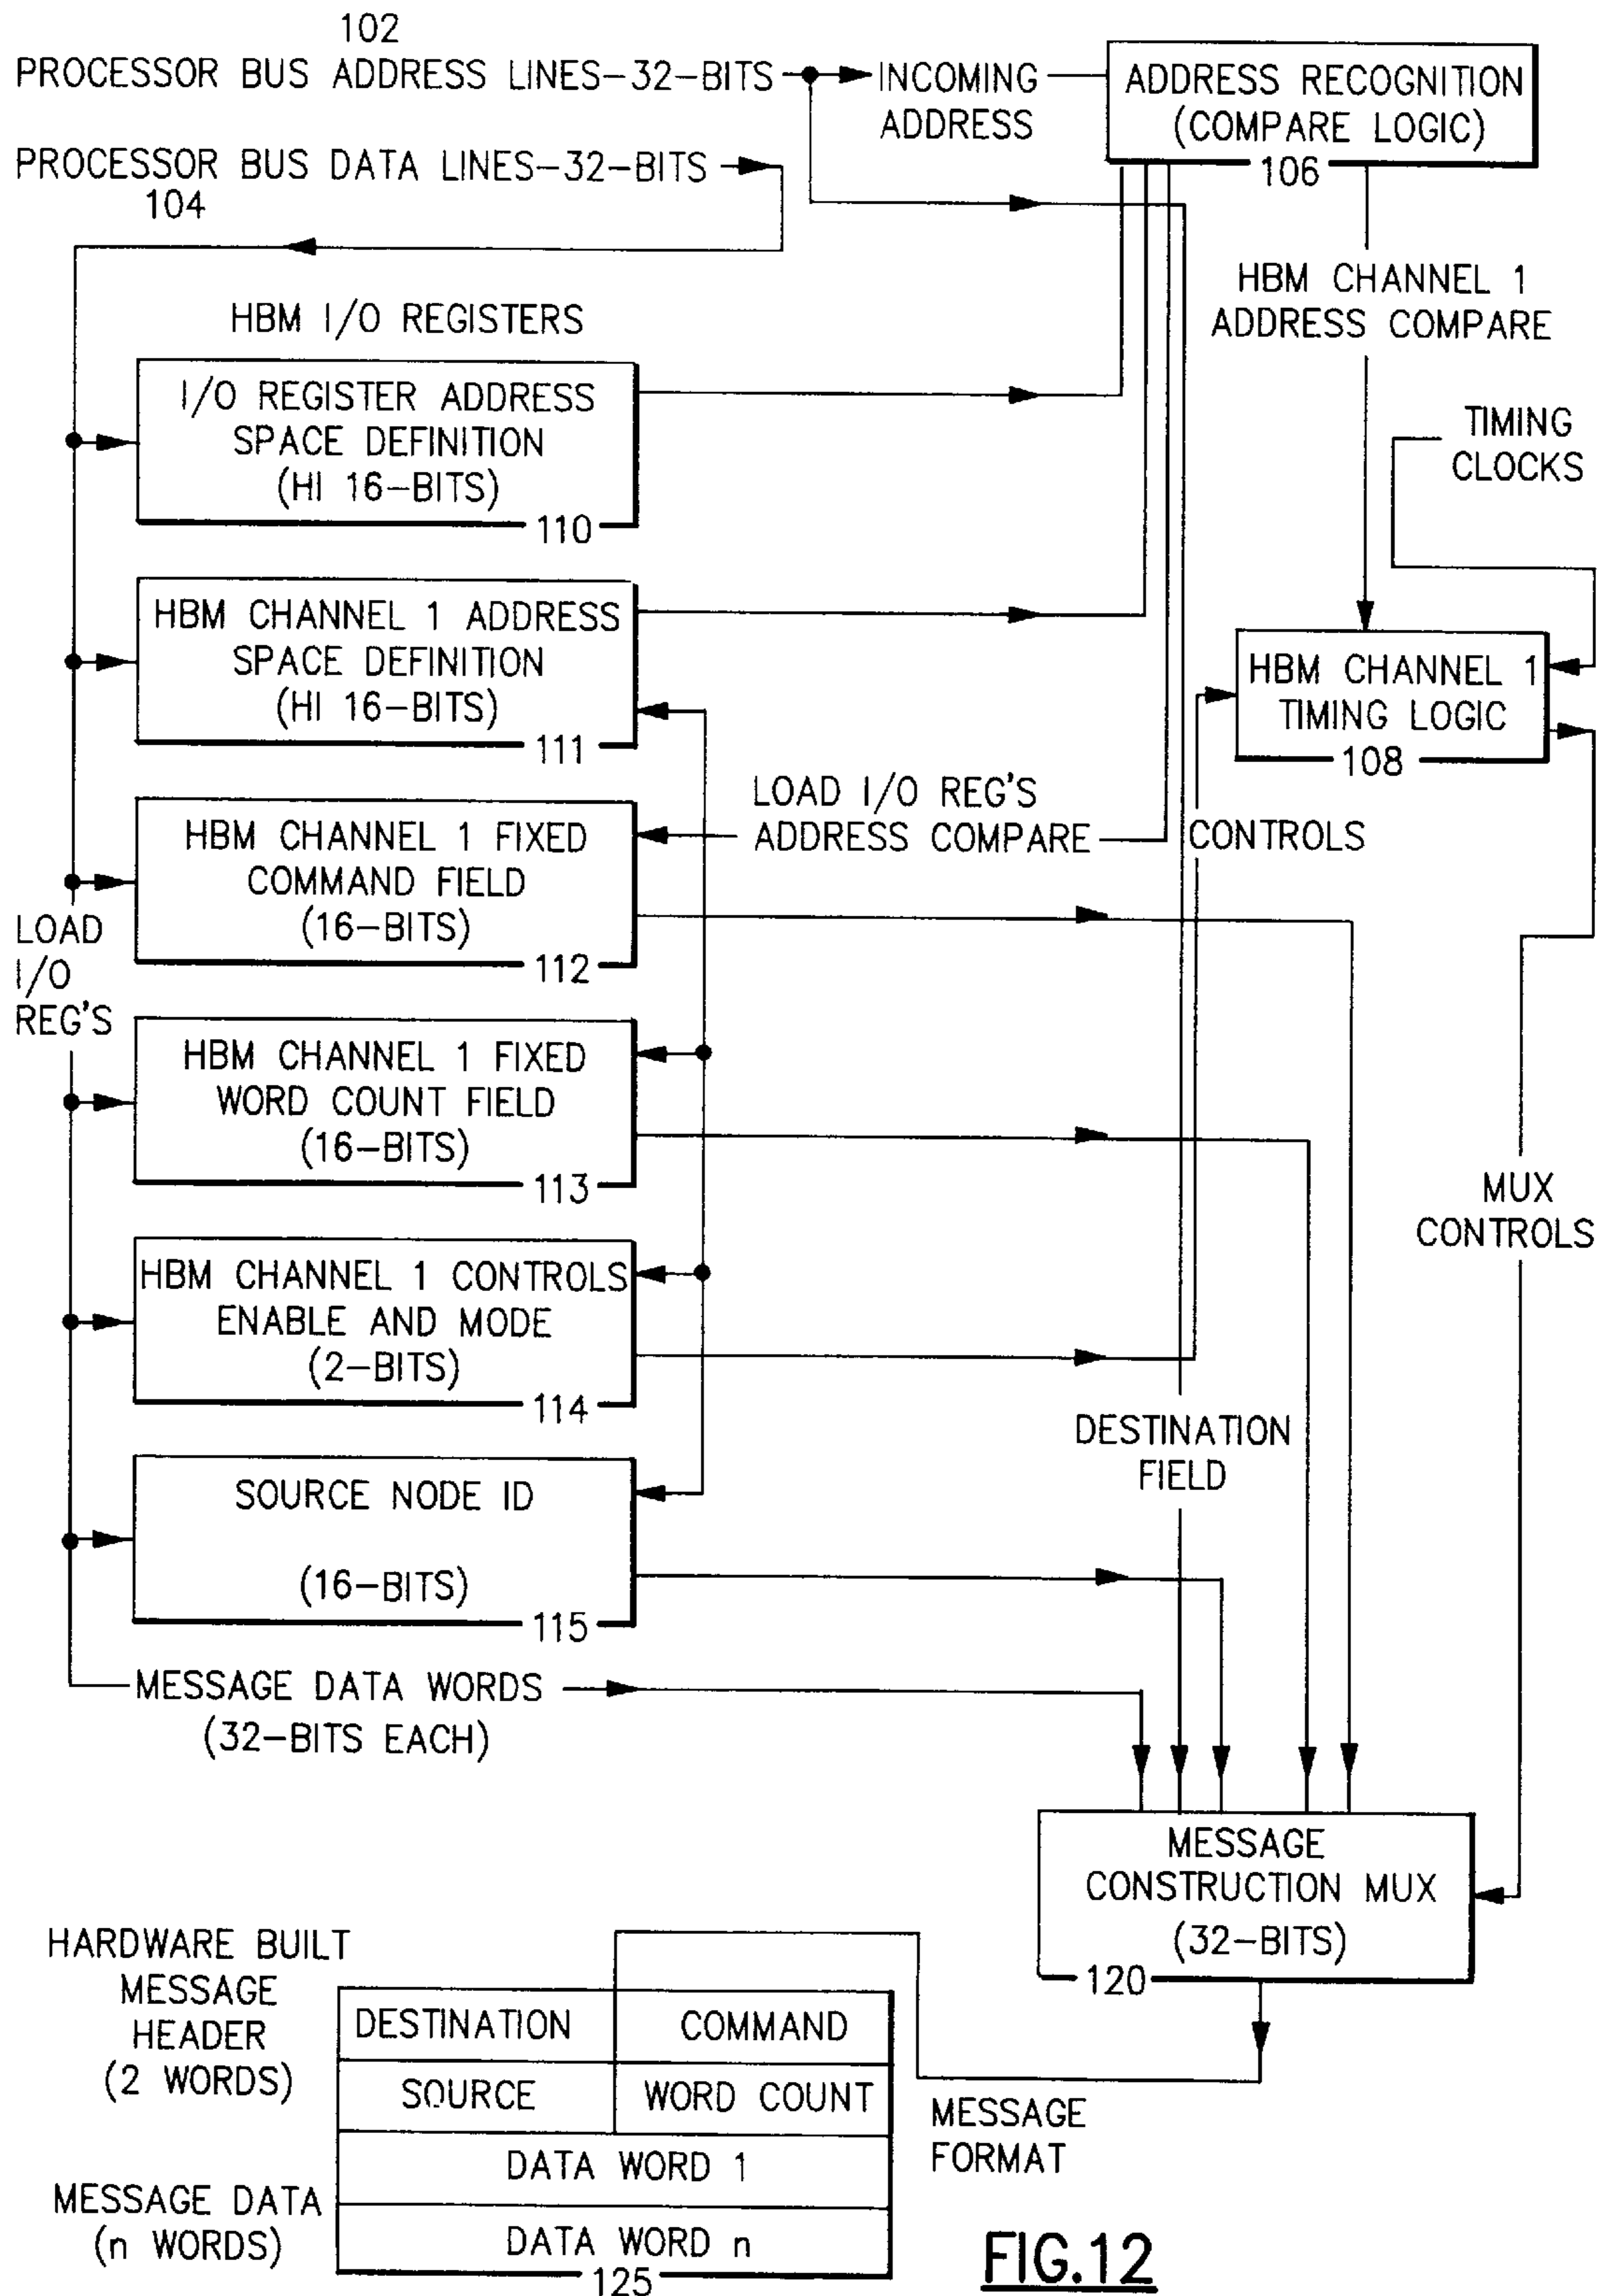 102
PROCESSOR BUS ADDRESS LINES-32-BITS
INCOMING
ADDRESS
ADDRESS RECOGNITION
(COMPARE LOGIC)
106
PROCESSOR BUS DATA LINES-32-BITS
104
HBM CHANNEL 1
ADDRESS COMPARE
HBM I/O REGISTERS
I/O REGISTER ADDRESS
SPACE DEFINITION
(HI 16-BITS)
110
TIMING
CLOCKS
HBM CHANNEL 1 ADDRESS
SPACE DEFINITION
(HI 16-BITS)
111
HBM CHANNEL 1
TIMING LOGIC
108
LOAD I/O REG'S
ADDRESS COMPARE
CONTROLS
HBM CHANNEL 1 FIXED
COMMAND FIELD
(16-BITS)
112
LOAD
I/O
REG'S
HBM CHANNEL 1 FIXED
WORD COUNT FIELD
(16-BITS)
113
MUX
CONTROLS
HBM CHANNEL 1 CONTROLS
ENABLE AND MODE
(2-BITS)
114
DESTINATION
FIELD
SOURCE NODE ID
(16-BITS)
115
MESSAGE DATA WORDS
(32-BITS EACH)
MESSAGE
CONSTRUCTION MUX
(32-BITS)
120
HARDWARE BUILT
MESSAGE
HEADER
(2 WORDS)
DESTINATION
COMMAND
SOURCE
WORD COUNT
MESSAGE
FORMAT
DATA WORD 1
MESSAGE DATA
(n WORDS)
DATA WORD n
125
FIG.12